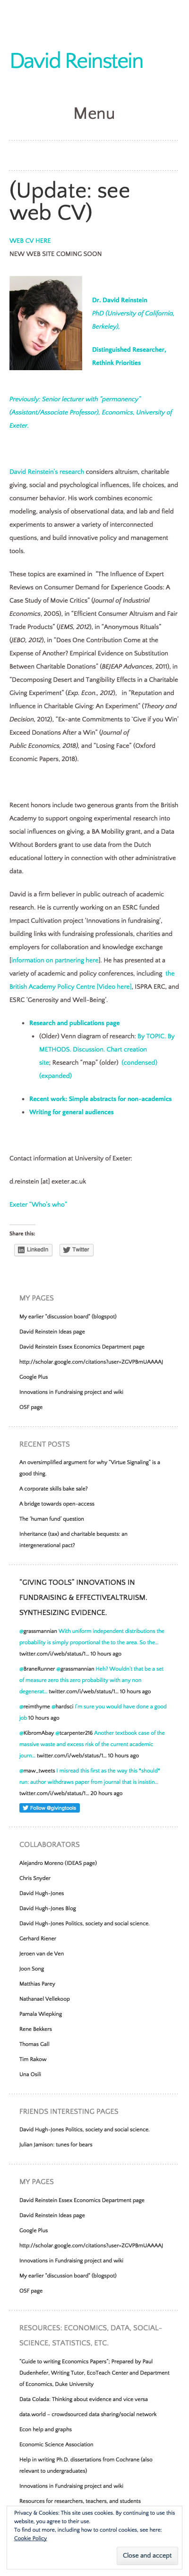 David Reinstein
Menu
(Update: see
web CV)
WEB CV HERE
NEW WEB SITE COMING SOON
Dr. David Reinstein
PhD (University of California,
Berkeley),
Distinguished Researcher,
Rethink Priorities
Previously: Senior lecturer with "permanency"
(Assistant/Associate Professor), Economics, University of
Exeter.
David Reinstein's research considers altruism, charitable
giving, social and psychological influences, life choices, and
consumer behavior. His work combines economic
modeling, analysis of observational data, and lab and field
experiments to answer a set of interconnected policy-
relevant questions, and build and innovate methodological
tools.
These topics are examined in "The Influence of Expert
Reviews on Consumer Demand for Experience Goods: A
Case Study of Movie Critics" (Journal of Industrial
Economics, 2005), in "Efficient Consumer Altruism and Fair
Trade Products" (JEMS, 2012), in "Anonymous Rituals"
(JEBO, 2012), in "Does One Contribution Come at the
Expense of Another? Empirical Evidence on Substitution
Between Charitable Donations" (BEJEAP Advances, 2011), in
"Decomposing Desert and Tangibility Effects in a Charitable
Giving Experiment" (Exp. Econ., 2012), in "Reputation and
Influence in Charitable Giving: An Experiment" (Theory and
Decision, 2012), "Ex-ante Commitments to 'Give if you Win'
Exceed Donations After a Win" (Journal of
Public Economics, 2018), and "Losing Face" (Oxford
Economic Papers, 2018).
Recent honors include two generous grants from the British
Academy to support ongoing experimental research into
social influences on giving, a BA Mobility grant, and a Data
Without Borders grant to use data from the Dutch
educational lottery in connection with other administrative
data.
David is a firm believer in public outreach of academic
research. He is currently working on an ESRC funded
Impact Cultivation project 'Innovations in fundraising',
building links with fundraising professionals, charities and
employers for collaboration and knowledge exchange
[information on partnering here]. He has presented at a
variety of academic policy conferences, including the
British Academy Policy Centre [Video here], ISPRA ERC, and
ESRC 'Generosity and Well-Being'.
Research and publications page
(Older) Venn diagram of research: By TOPIC. By
METHODS. Discussion. Chart creation
site; Research "map" (older) (condensed)
(expanded)
Recent work: Simple abstracts for non-academics
Writing for general audiences
Contact information at University of Exeter:
d.reinstein [at] exeter.ac.uk
Exeter "Who's who"
Share this:
LinkedIn
Twitter
MY PAGES
My earlier "discussion board" (blogspot)
David Reinstein Ideas page
David Reinstein Essex Economics Department page
http://scholar.google.com/citations?user=ZGVPBmUAAAAJ
Google Plus
Innovations in Fundraising project and wiki
OSF page
RECENT POSTS
An oversimplified argument for why "Virtue Signaling" is a
good thing.
A corporate skills bake sale?
A bridge towards open-access
The 'human fund' question
Inheritance (tax) and charitable bequests: an
intergenerational pact?
"GIVING TOOLS" INNOVATIONS IN
FUNDRAISING & EFFECTIVEALTRUISM.
SYNTHESIZING EVIDENCE.
@grassmannian With uniform independent distributions the
probability is simply proportional the to the area. So the…
twitter.com/i/web/status/1… 10 hours ago
@BraneRunner @grassmannian Heh? Wouldn't that be a set
of measure zero this zero probability with any non
degenerat… twitter.com/i/web/status/1… 10 hours ago
@reimthyme @hardsci I'm sure you would have done a good
job 10 hours ago
@KibromAbay @tcarpenter216 Another textbook case of the
massive waste and excess risk of the current academic
journ… twitter.com/i/web/status/1… 10 hours ago
@maw_tweets I misread this first as the way this *should*
run: author withdraws paper from journal that is insistin…
twitter.com/i/web/status/1… 20 hours ago
Follow @givingtools
COLLABORATORS
Alejandro Moreno (IDEAS page)
Chris Snyder
David Hugh-Jones
David Hugh-Jones Blog
David Hugh-Jones Politics, society and social science.
Gerhard Riener
Jeroen van de Ven
Joon Song
Matthias Parey
Nathanael Vellekoop
Pamala Wiepking
Rene Bekkers
Thomas Gall
Tim Rakow
Una Osili
FRIENDS INTERESTING PAGES
David Hugh-Jones Politics, society and social science.
Julian Jamison: tunes for bears
MY PAGES
David Reinstein Essex Economics Department page
David Reinstein Ideas page
Google Plus
http://scholar.google.com/citations?user=ZGVPBmUAAAAJ
Innovations in Fundraising project and wiki
My earlier "discussion board" (blogspot)
OSF page
RESOURCES: ECONOMICS, DATA, SOCIAL-
SCIENCE, STATISTICS, ETC.
"Guide to writing Economics Papers"; Prepared by Paul
Dudenhefer, Writing Tutor, EcoTeach Center and Department
of Economics, Duke University
Data Colada: Thinking about evidence and vice versa
data.world – crowdsourced data sharing/social network
Econ help and graphs
Economic Science Association
Help in writing Ph.D. dissertations from Cochrane (also
relevant to undergraduates)
Innovations in Fundraising project and wiki
Resources for researchers, teachers, and students
Privacy & Cookies: This site uses cookies. By continuing to use this
website, you agree to their use.
To find out more, including how to control cookies, see here:
Cookie Policy
Close and accept